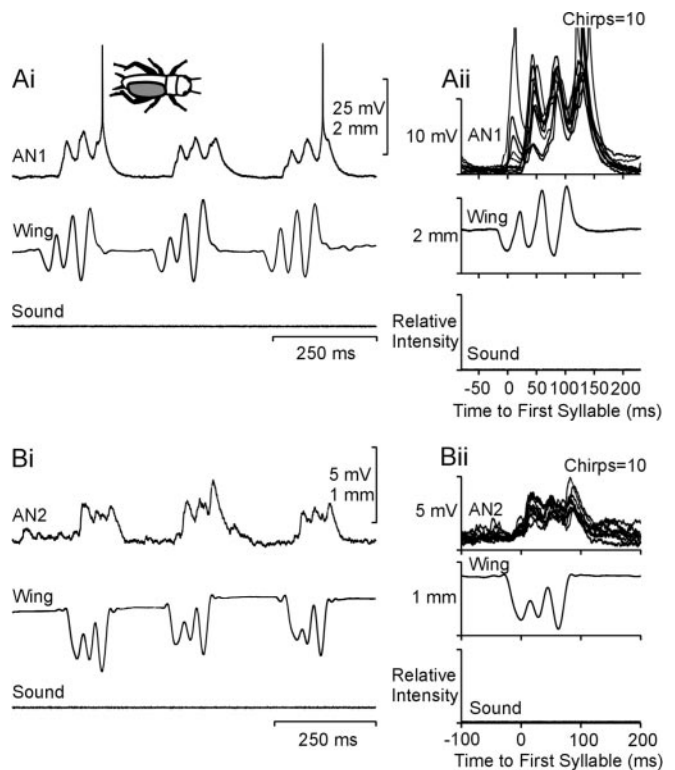 Ai
25 mV
2 mm
AN1
Wing
Sound
250 ms
Aii
Chirps=10
10 mV
AN1
Wing
2 mm
Relative
Intensity
Sound
-50 0 50 100 150 200
Time to First Syllable (ms)
Bi
5 mV
1 mm
AN2
Wing
Sound
250 ms
Bii
Chirps=10
5 mV
AN2
Wing
1 mm
Relative
Intensity
Sound
-100 0 100 200
Time to First Syllable (ms)